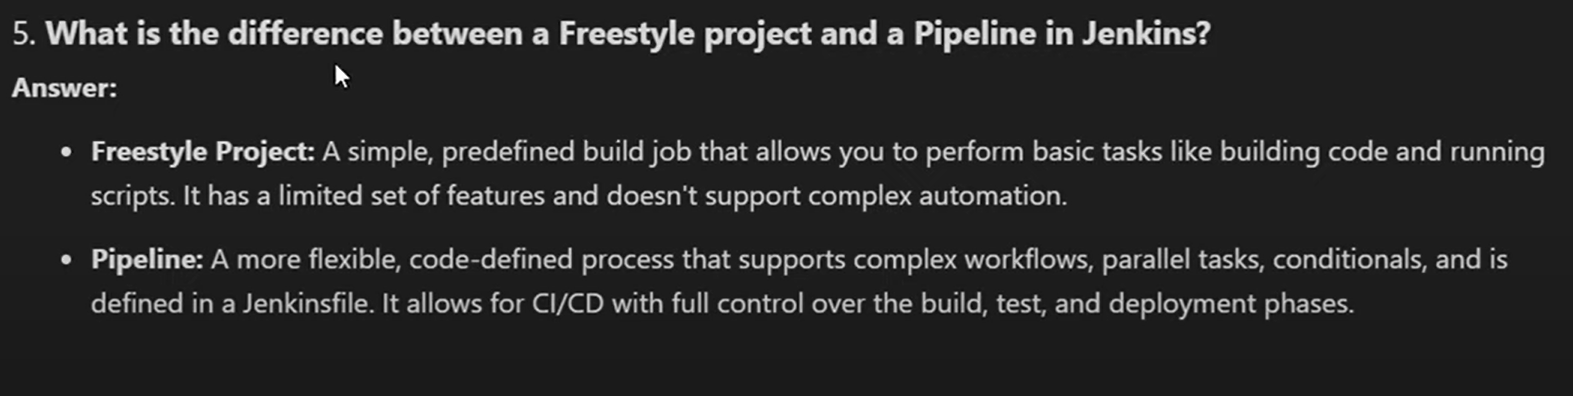 5. What is the difference between a Freestyle project and a Pipeline in Jenkins?
Answer:
• Freestyle Project: A simple, predefined build job that allows you to perform basic tasks like building code and running
scripts. It has a limited set of features and doesn't support complex automation.
• Pipeline: A more flexible, code-defined process that supports complex workflows, parallel tasks, conditionals, and is
defined in a Jenkinsfile. It allows for CI/CD with full control over the build, test, and deployment phases.